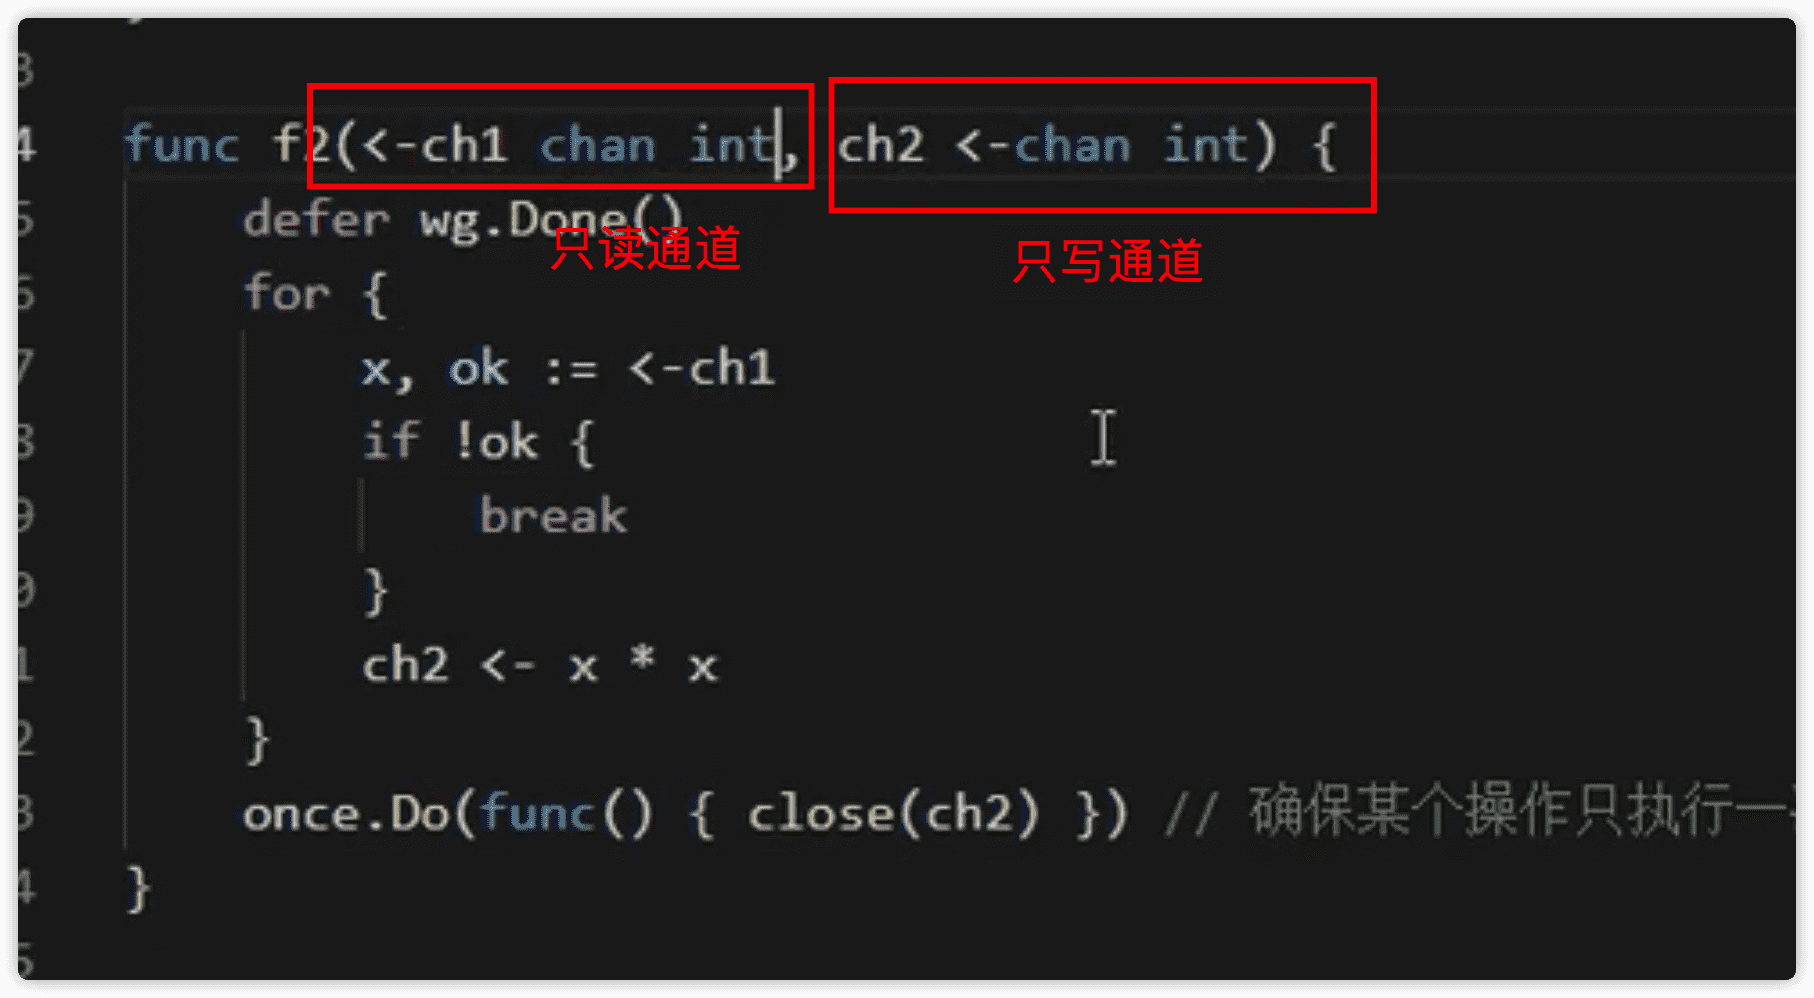 3
4 func f2(<-ch1 chan int, ch2 <-chan int) {
5 defer wg.Done()
只读通道 只写通道
6 for {
7 x, ok := <-ch1
8 if !ok {
9 break
0 }
1 ch2 <- x * x
2 }
3 once.Do(func() { close(ch2) }) // 确保某个操作只执行一
4 }
5